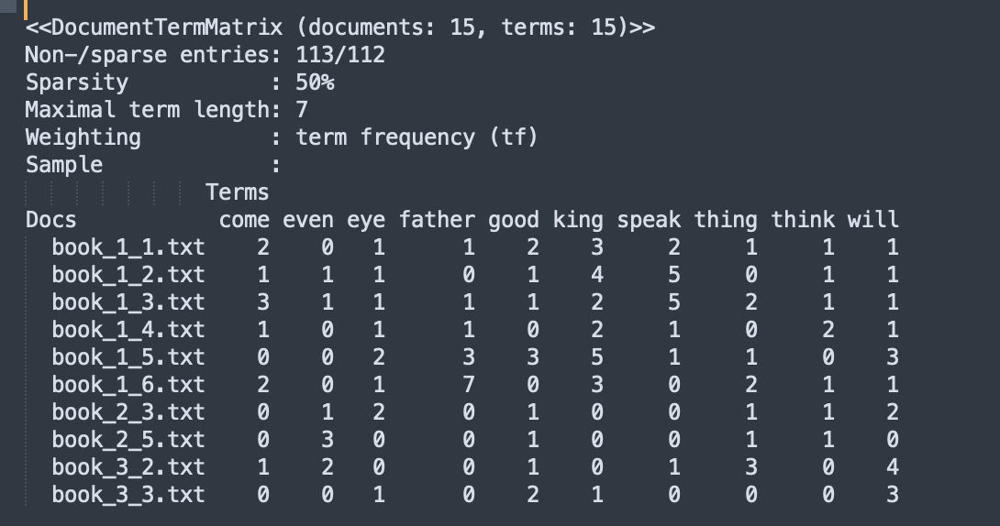 <<DocumentTermMatrix (documents: 15, terms: 15)>>
Non-/sparse entries: 113/112
Sparsity           : 50%
Maximal term length: 7
Weighting          : term frequency (tf)
Sample             :
              Terms
Docs           come even eye father good king speak thing think will
  book_1_1.txt    2    0   1      1    2    3     2     1     1    1
  book_1_2.txt    1    1   1      0    1    4     5     0     1    1
  book_1_3.txt    3    1   1      1    1    2     5     2     1    1
  book_1_4.txt    1    0   1      1    0    2     1     0     2    1
  book_1_5.txt    0    0   2      3    3    5     1     1     0    3
  book_1_6.txt    2    0   1      7    0    3     0     2     1    1
  book_2_3.txt    0    1   2      0    1    0     0     1     1    2
  book_2_5.txt    0    3   0      0    1    0     0     1     1    0
  book_3_2.txt    1    2   0      0    1    0     1     3     0    4
  book_3_3.txt    0    0   1      0    2    1     0     0     0    3